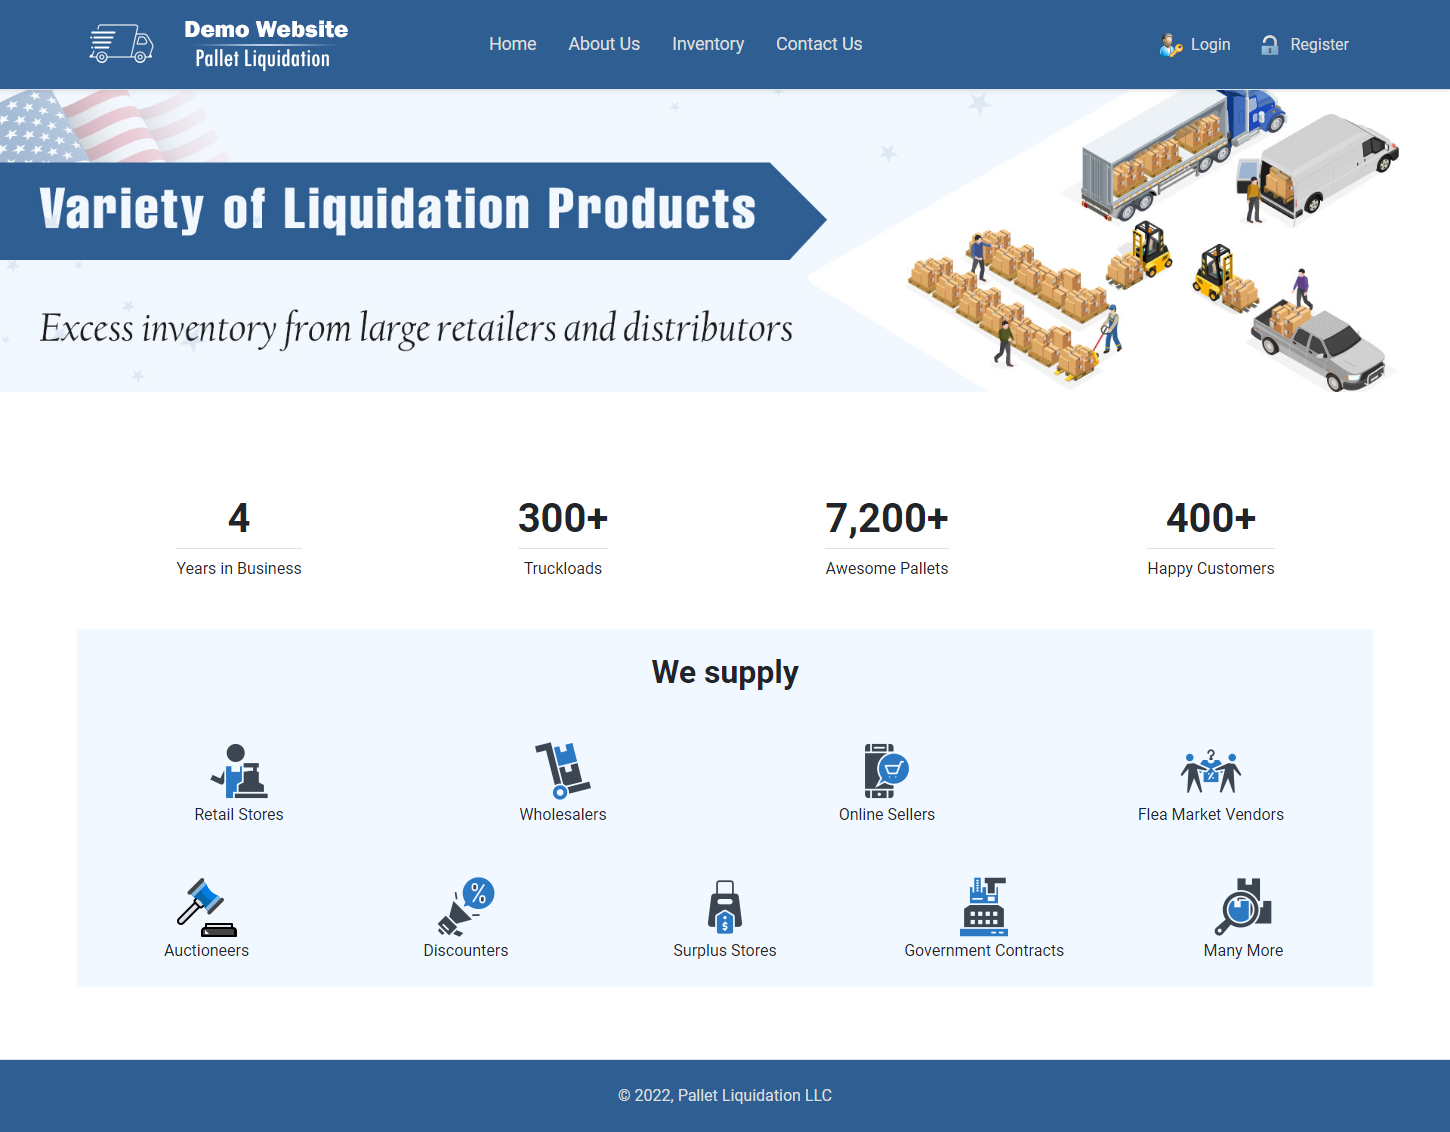 Demo Website
Pallet Liquidation
Home About Us Inventory Contact Us
Login Register
Variety of Liquidation Products
Excess inventory from large retailers and distributors
4 300+ 7,200+ 400+
Years in Business Truckloads Awesome Pallets Happy Customers
We supply
%
?
Retail Stores Wholesalers Online Sellers Flea Market Vendors
%
$
Auctioneers Discounters Surplus Stores Government Contracts Many More
© 2022, Pallet Liquidation LLC